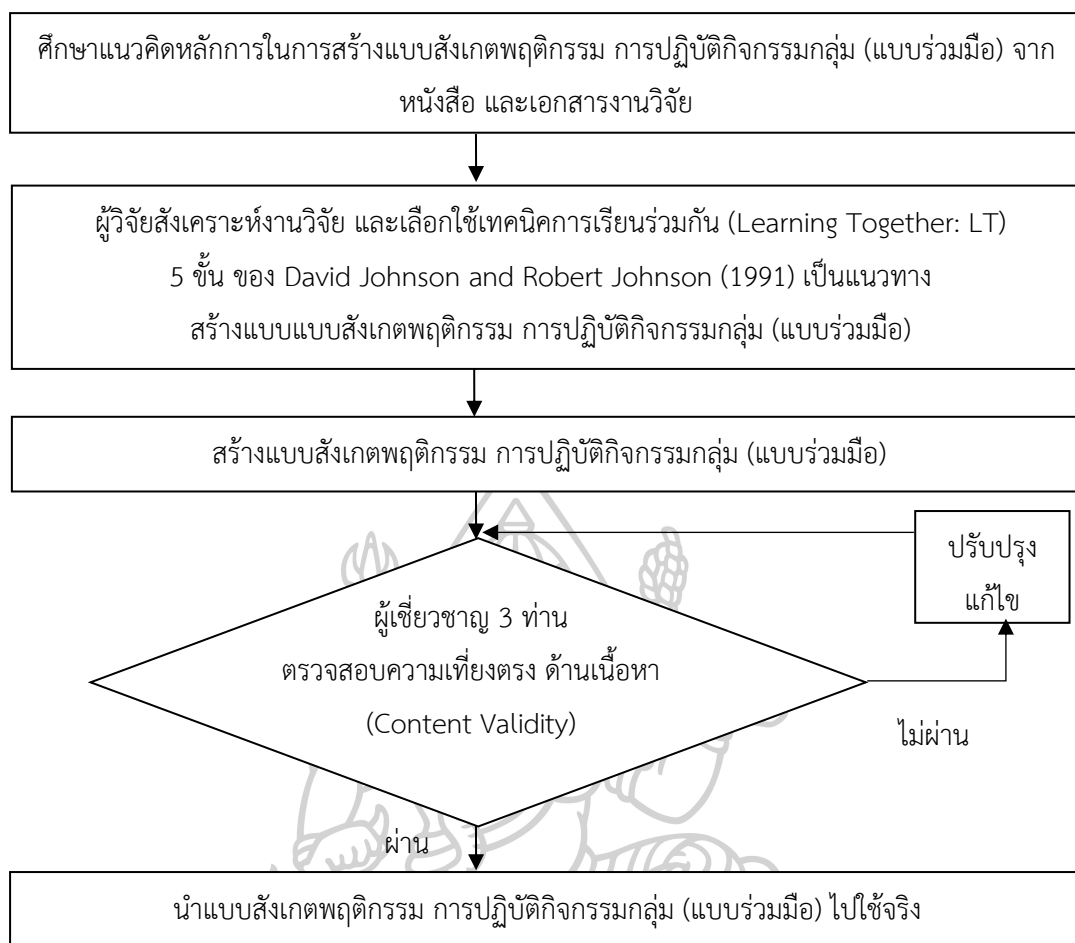 ศึกษาแนวคิดหลักการในการสร้างแบบสังเกตพฤติกรรม การปฏิบัติกิจกรรมกลุ่ม (แบบร่วมมือ) จาก
หนังสือ และเอกสารงานวิจัย
ผู้วิจัยสังเคราะห์งานวิจัย และเลือกใช้เทคนิคการเรียนร่วมกัน (Learning Together: LT)
5 ขั้น ของ David Johnson and Robert Johnson (1991) เป็นแนวทาง
สร้างแบบแบบสังเกตพฤติกรรม การปฏิบัติกิจกรรมกลุ่ม (แบบร่วมมือ)
สร้างแบบสังเกตพฤติกรรม การปฏิบัติกิจกรรมกลุ่ม (แบบร่วมมือ)
ปรับปรุง
แก้ไข
ผู้เชี่ยวชาญ 3 ท่าน
ตรวจสอบความเที่ยงตรง ด้านเนื้อหา
(Content Validity)
ไม่ผ่าน
ผ่าน
นำแบบสังเกตพฤติกรรม การปฏิบัติกิจกรรมกลุ่ม (แบบร่วมมือ) ไปใช้จริง